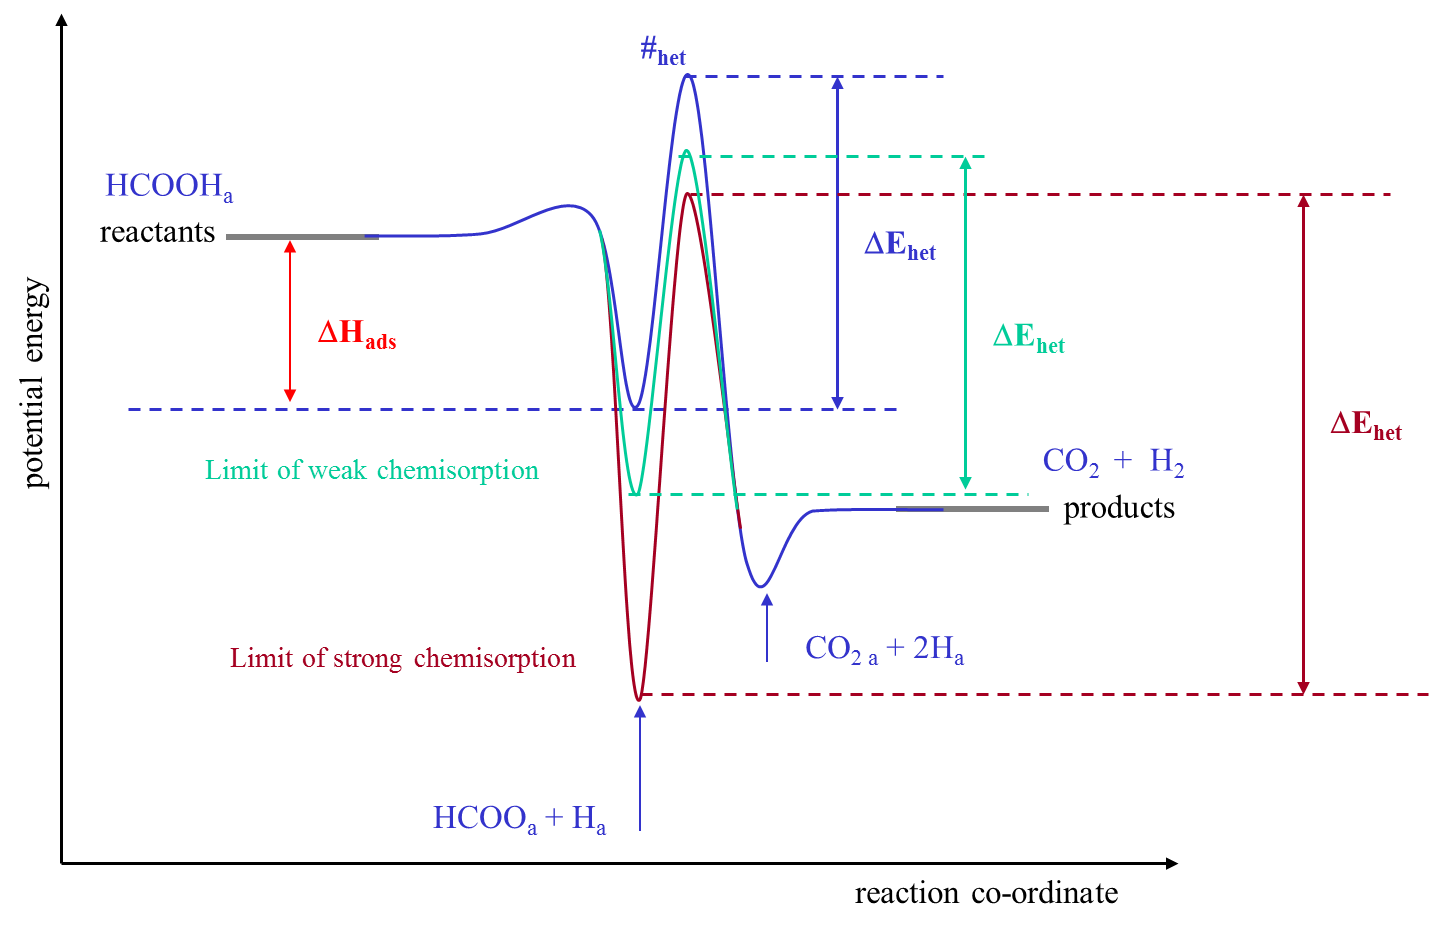 #het
HCOOHa
reactants
ΔEhet
ΔHads
ΔEhet
ΔEhet
potential energy
Limit of weak chemisorption
CO2 + H2
products
Limit of strong chemisorption
CO2 a + 2Ha
HCOOa + Ha
reaction co-ordinate